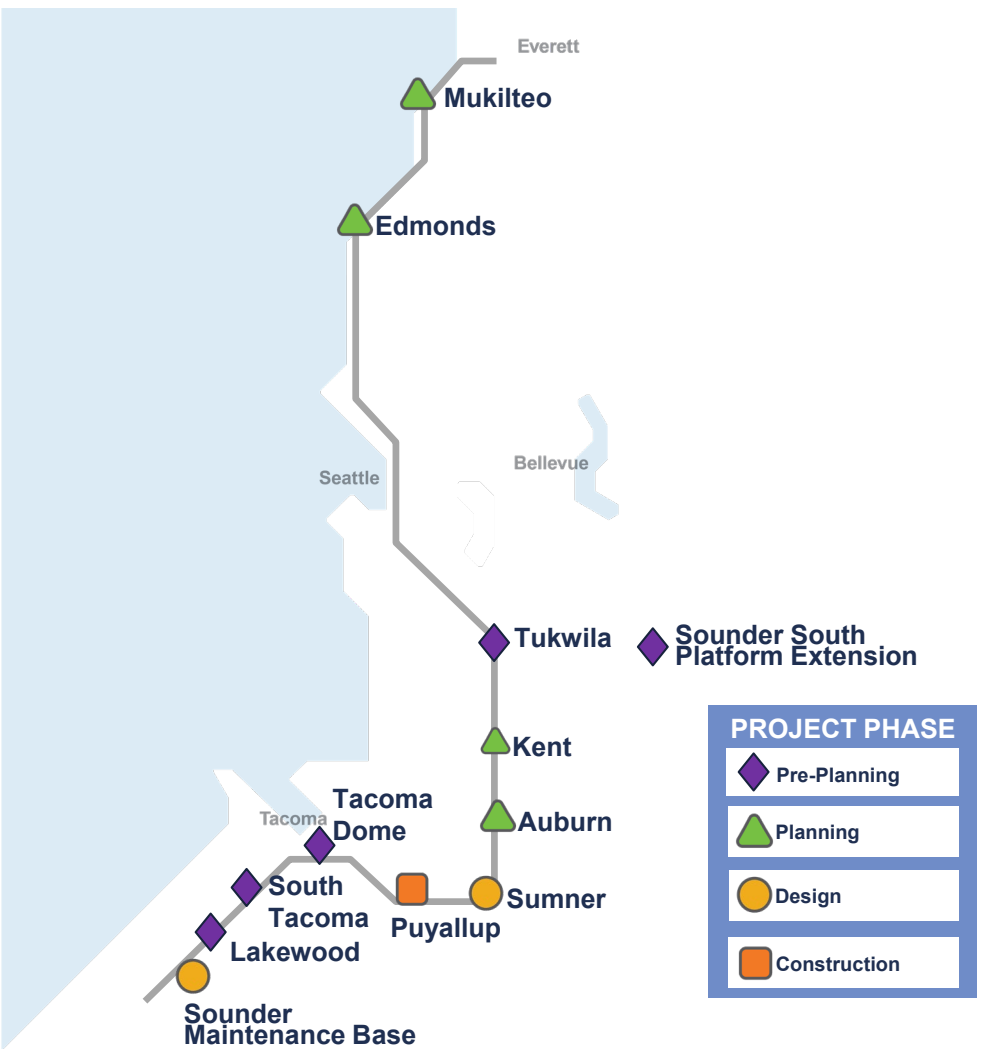 Everett
Mukilteo
Edmonds
Bellevue
Seattle
Tukwila
Sounder South
Platform Extension
PROJECT PHASE
Pre-Planning
Planning
Design
Construction
Kent
Auburn
Tacoma
Dome
Tacoma
South
Tacoma
Sumner
Puyallup
Lakewood
Sounder
Maintenance Base